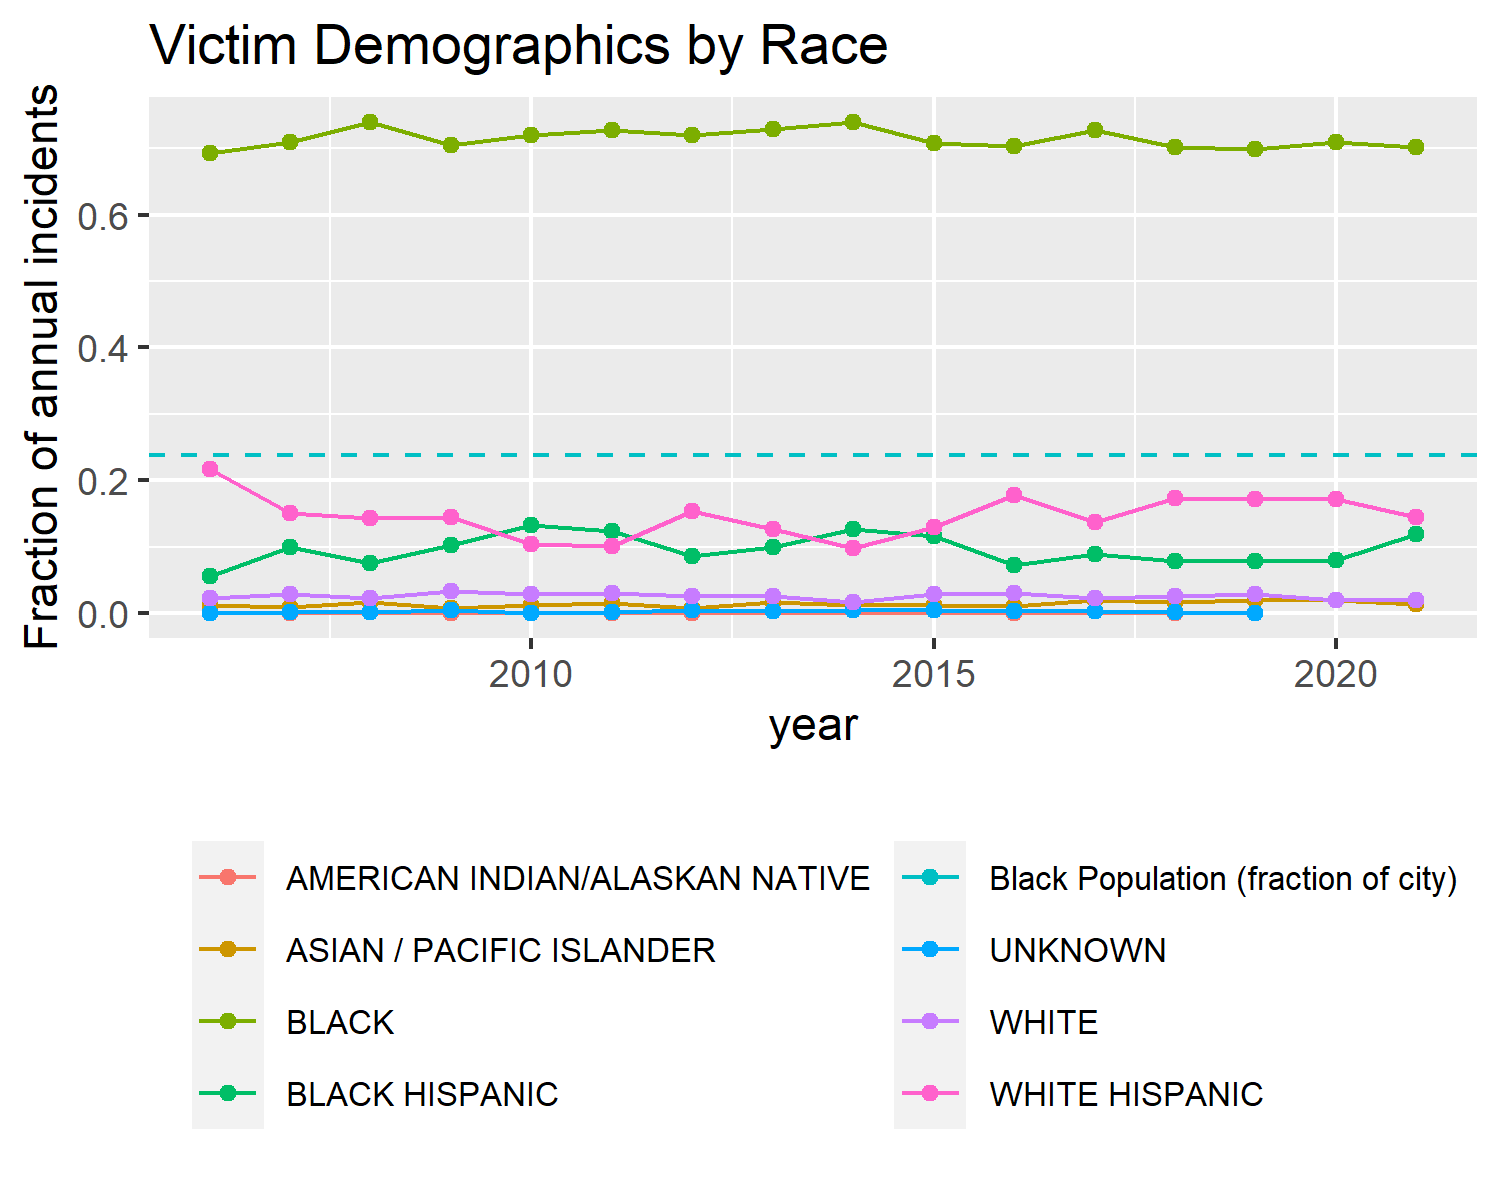 Victim Demographics by Race
Fraction of annual incidents
0.6
0.4
0.2
0.0
2010
2015
2020
year
AMERICAN INDIAN/ALASKAN NATIVE
ASIAN / PACIFIC ISLANDER
BLACK
BLACK HISPANIC
Black Population (fraction of city)
UNKNOWN
WHITE
WHITE HISPANIC